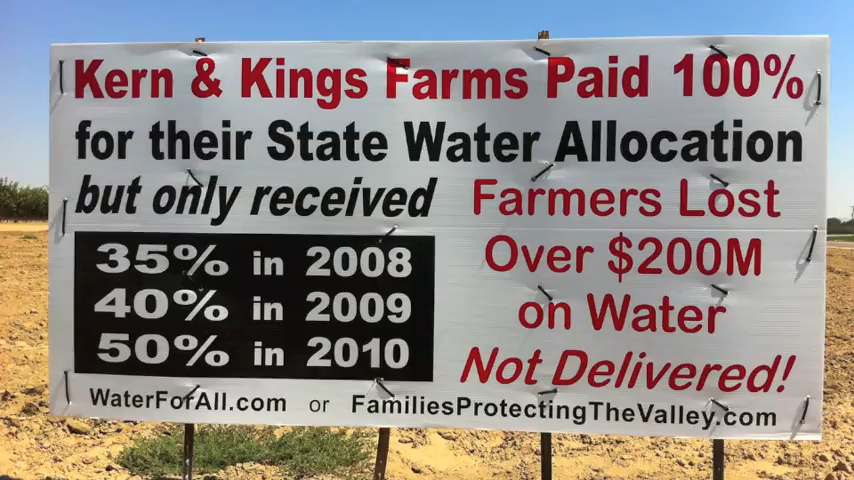 Kern & Kings Farms Paid 100%
for their State Water Allocation
but only received
35% in 2008
40% in 2009
50% in 2010
Farmers Lost
Over $200M
on Water
Not Delivered!
WaterForAll.com or FamiliesProtectingTheValley.com